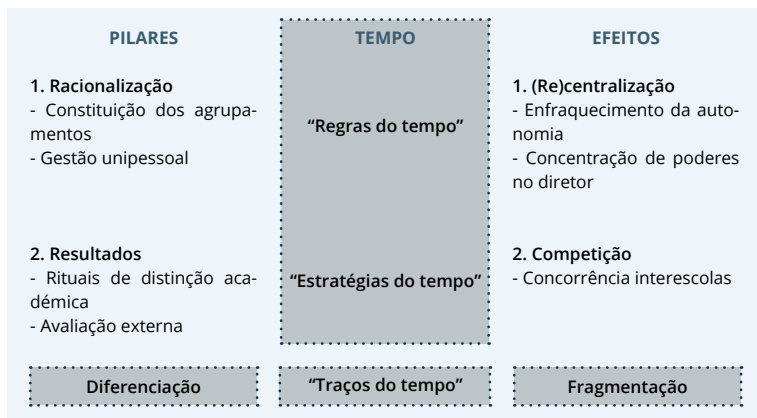 PILARES
1. Racionalização
- Constituição dos agrupa-
mentos
- Gestão unipessoal
2. Resultados
- Rituais de distinção aca-
démica
- Avaliação externa
Diferenciação
TEMPO
“Regras do tempo”
“Estratégias do tempo”
“Traços do tempo”
EFEITOS
1. (Re)centralização
- Enfraquecimento da auto-
nomia
- Concentração de poderes
no diretor
2. Competição
- Concorrência interescolas
Fragmentação